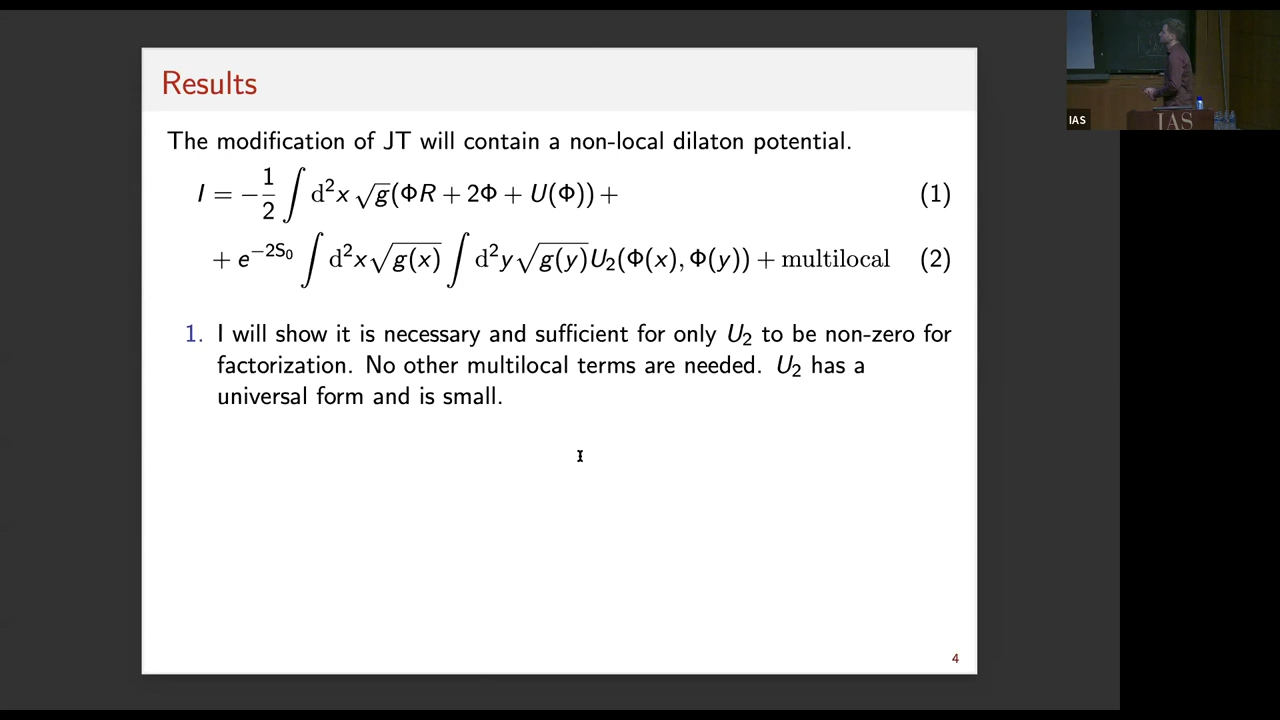 Results
The modification of JT will contain a non-local dilaton potential.
I = −1/2 ∫ d²x √g(ΦR + 2Φ + U(Φ)) + (1)
+ e^{−2S₀} ∫ d²x√g(x) ∫ d²y√g(y)U₂(Φ(x), Φ(y)) + multilocal (2)
1. I will show it is necessary and sufficient for only U₂ to be non-zero for
factorization. No other multilocal terms are needed. U₂ has a
universal form and is small.
4
IAS
IAS